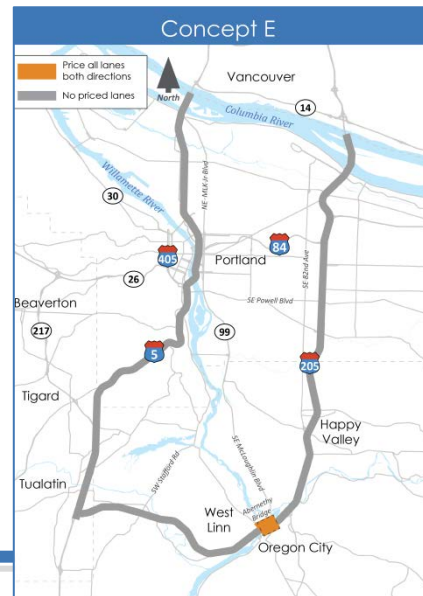 Concept E
Price all lanes
both directions
No priced lanes
North
Vancouver
14
Columbia River
Willamette River
30
NE MLK Jr Blvd
405
84
Portland
26
SE 82nd Ave
Beaverton
SE Powell Blvd
217
99
5
205
Tigard
Happy
Valley
SE McLoughlin Blvd
SW Stafford Rd
Tualatin
West
Linn
Abernethy
Bridge
Oregon City